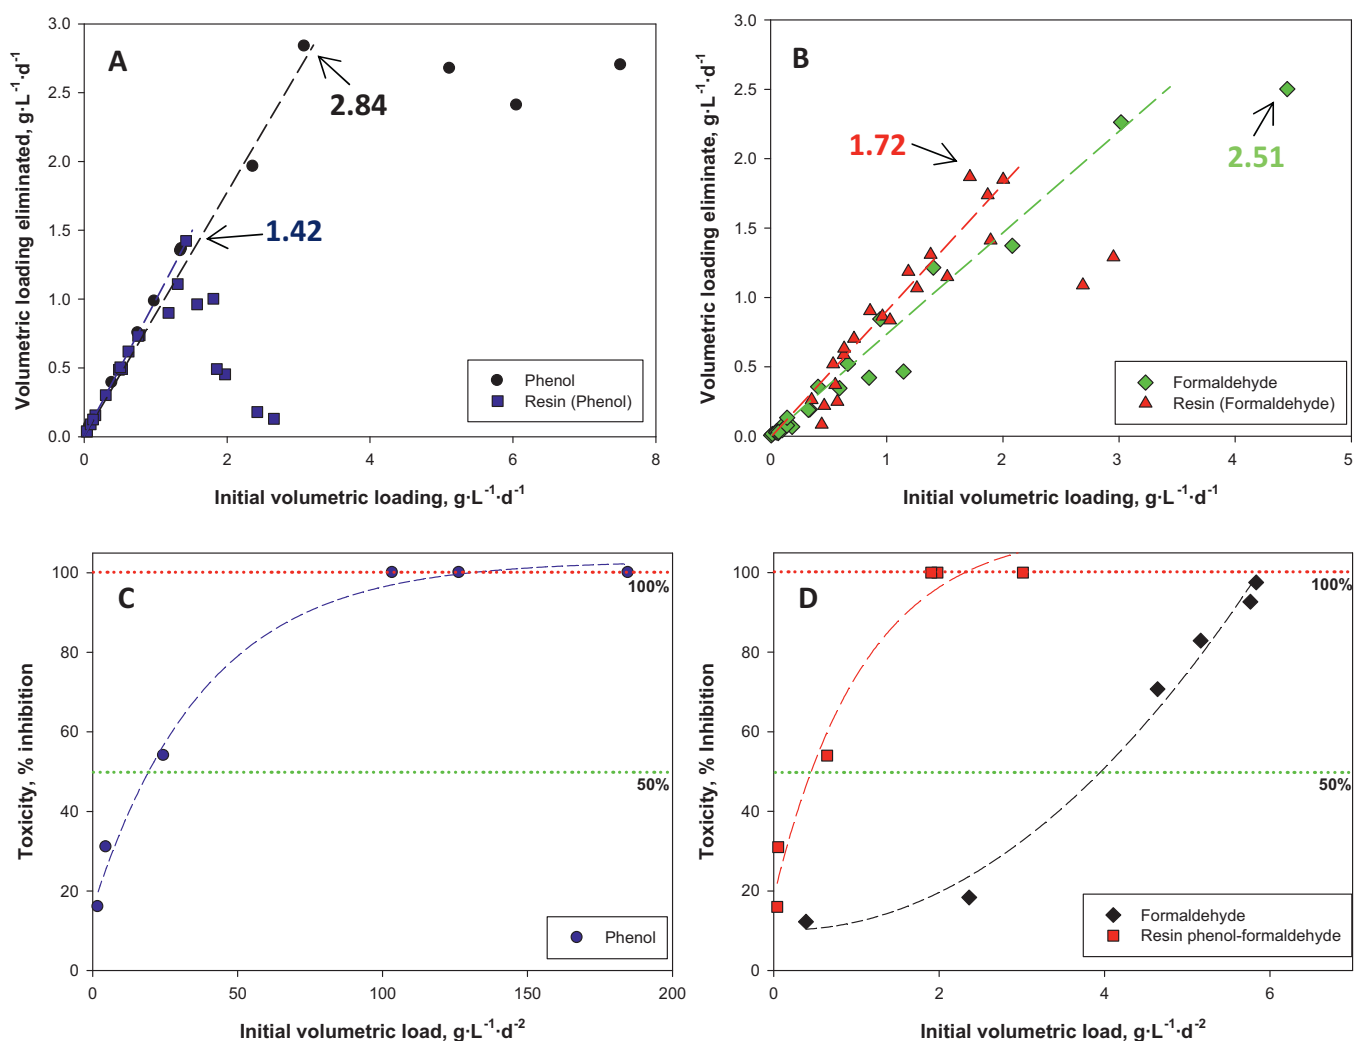 A
3.0
2.5
2.0
1.5
1.0
0.5
0.0
0
2
4
6
8
Volumetric loading eliminated, g·L⁻¹·d⁻¹
Initial volumetric loading, g·L⁻¹·d⁻¹
2.84
1.42
Phenol
Resin (Phenol)
B
3.0
2.5
2.0
1.5
1.0
0.5
0.0
0
1
2
3
4
5
Volumetric loading eliminate, g·L⁻¹·d⁻¹
Initial volumetric loading, g·L⁻¹·d⁻¹
1.72
2.51
Formaldehyde
Resin (Formaldehyde)
C
100
80
60
40
20
0
0
50
100
150
200
Toxicity, % inhibition
Initial volumetric load, g·L⁻¹·d⁻²
100%
50%
Phenol
D
100
80
60
40
20
0
0
2
4
6
Toxicity, % Inhibition
Initial volumetric load, g·L⁻¹·d⁻²
100%
50%
Formaldehyde
Resin phenol-formaldehyde